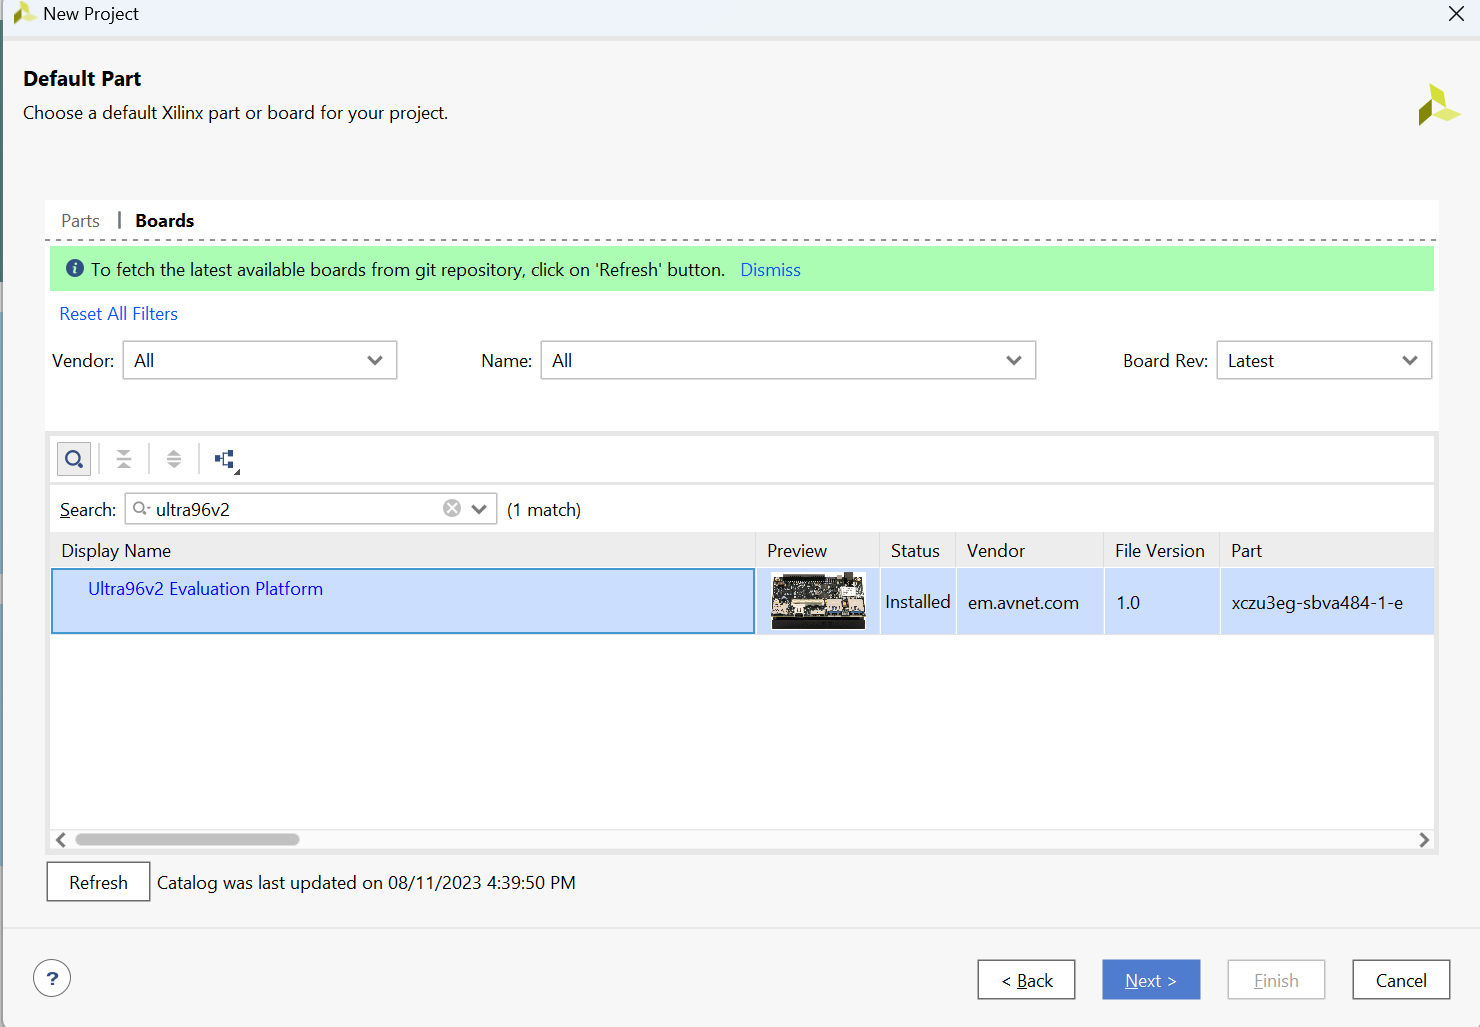 New Project
Default Part
Choose a default Xilinx part or board for your project.
Parts | Boards
To fetch the latest available boards from git repository, click on 'Refresh' button. Dismiss
Reset All Filters
Vendor: All Name: All Board Rev: Latest
Search: ultra96v2 (1 match)
Display Name Preview Status Vendor File Version Part
Ultra96v2 Evaluation Platform Installed em.avnet.com 1.0 xczu3eg-sbva484-1-e
Refresh Catalog was last updated on 08/11/2023 4:39:50 PM
? < Back Next > Finish Cancel